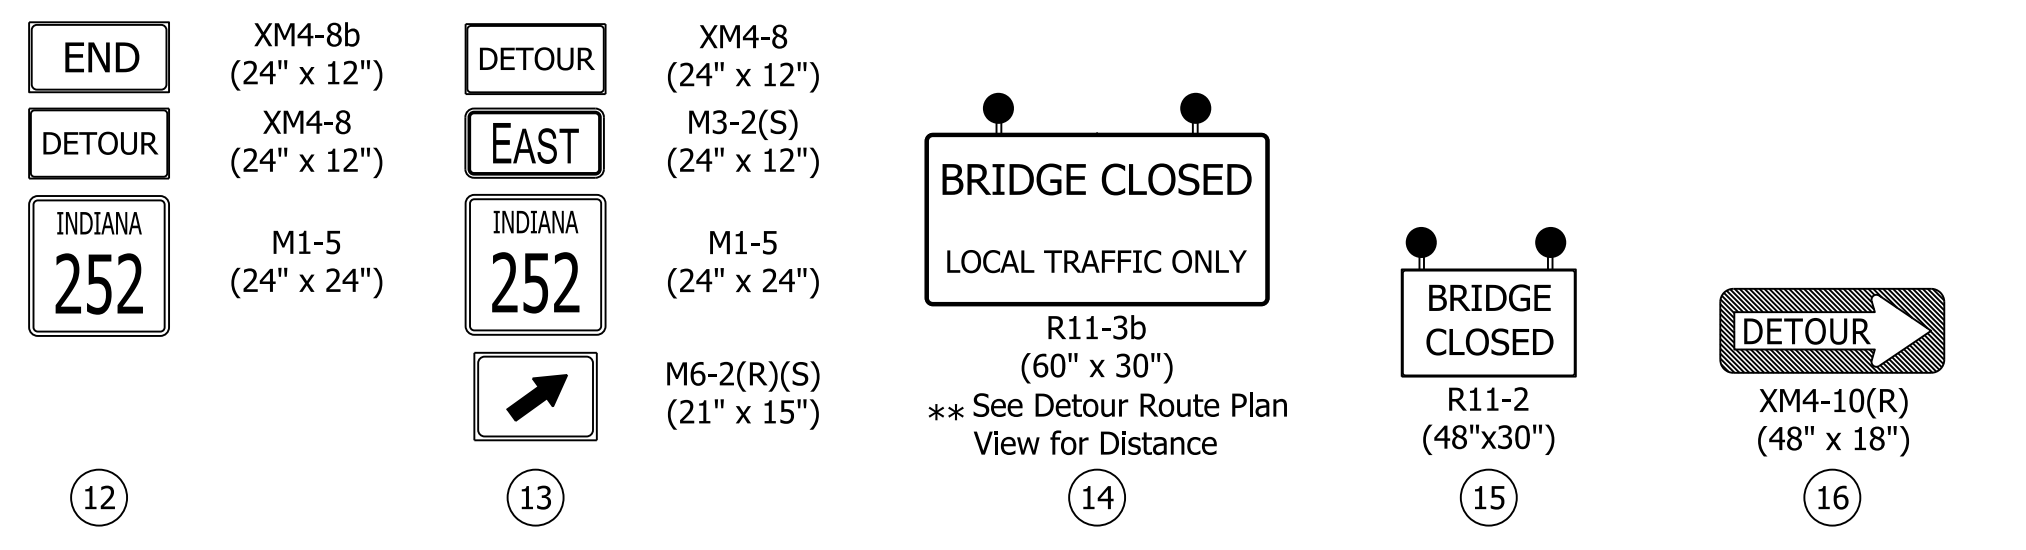 END
XM4-8b
(24" x 12")
DETOUR
XM4-8
(24" x 12")
INDIANA
252
M1-5
(24" x 24")
12
DETOUR
XM4-8
(24" x 12")
EAST
M3-2(S)
(24" x 12")
INDIANA
252
M1-5
(24" x 24")
M6-2(R)(S)
(21" x 15")
13
BRIDGE CLOSED
LOCAL TRAFFIC ONLY
R11-3b
(60" x 30")
** See Detour Route Plan
View for Distance
14
BRIDGE
CLOSED
R11-2
(48"x30")
15
DETOUR
XM4-10(R)
(48" x 18")
16